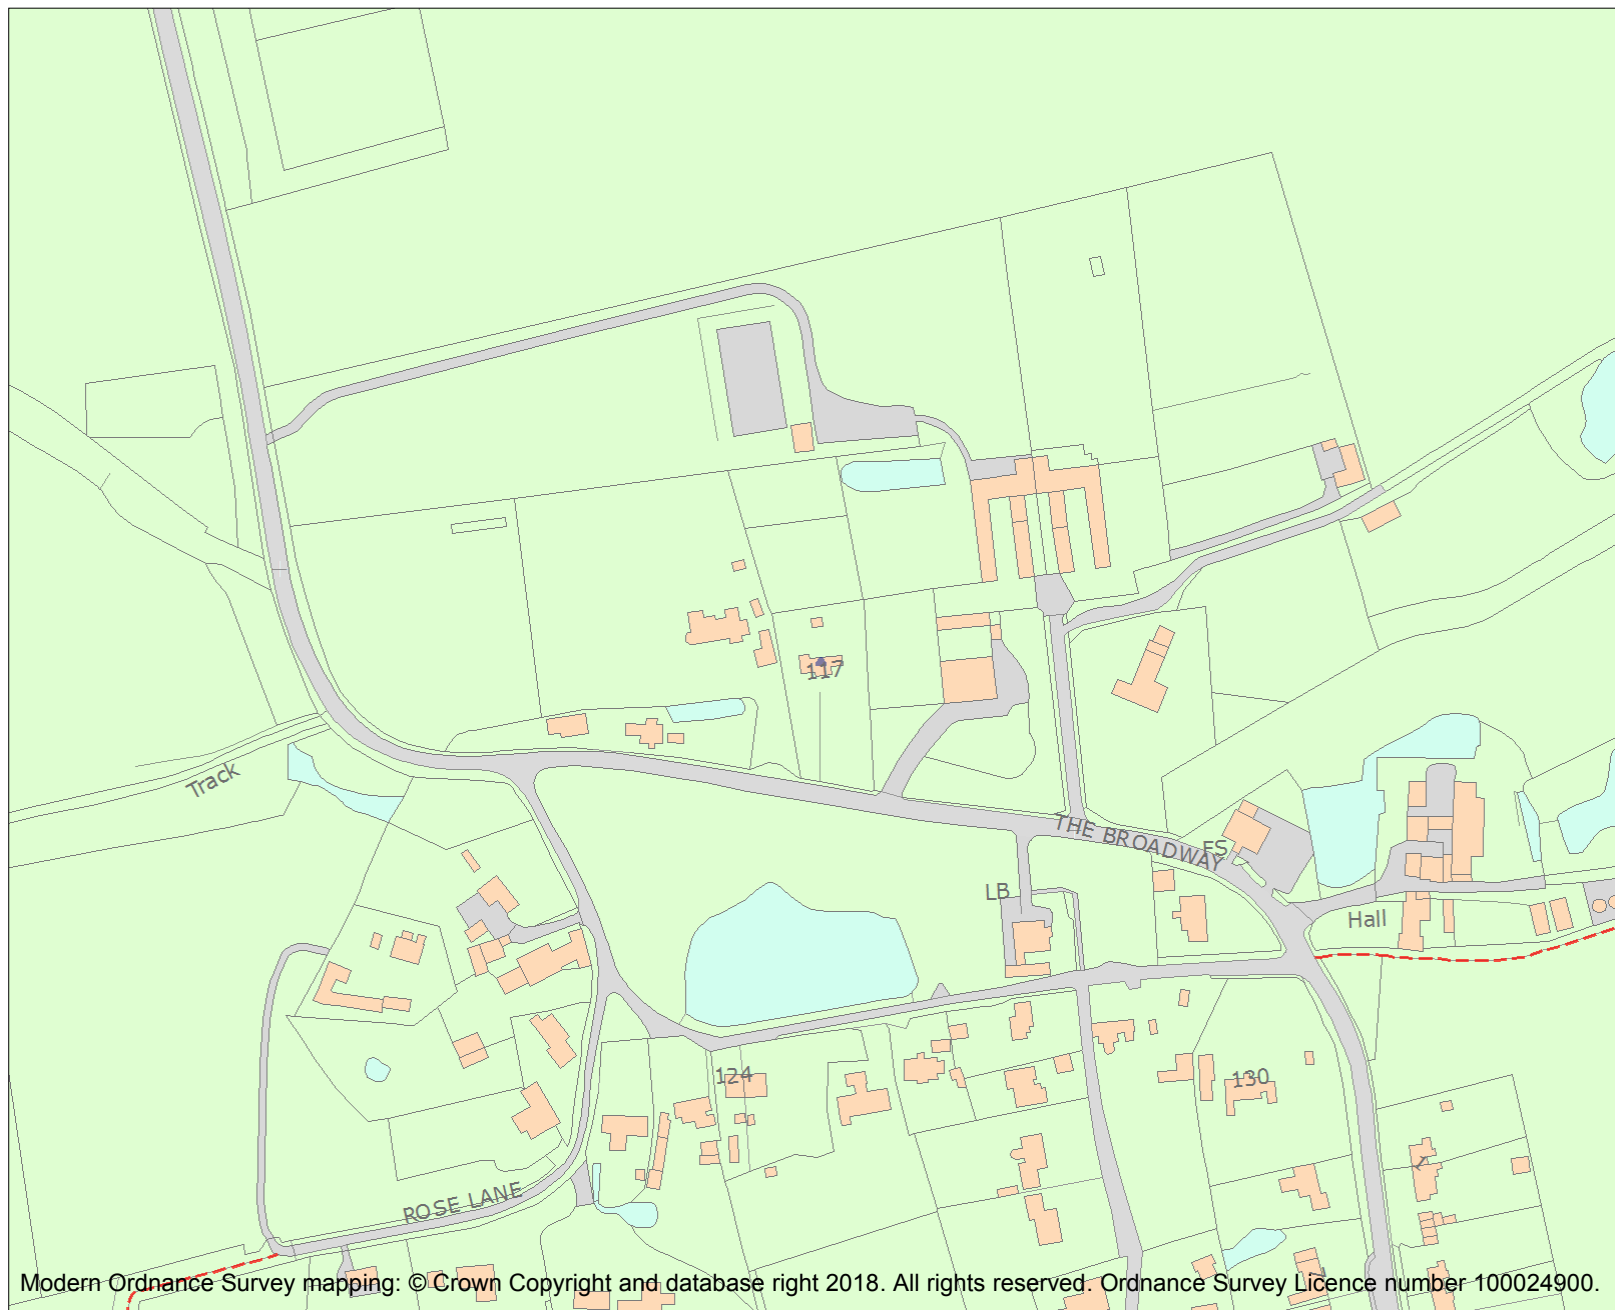 Track
117
THE BROADWAY
FS
LB
Hall
124
130
ROSE LANE
Modern Ordnance Survey mapping: © Crown Copyright and database right 2018. All rights reserved. Ordnance Survey Licence number 100024900.